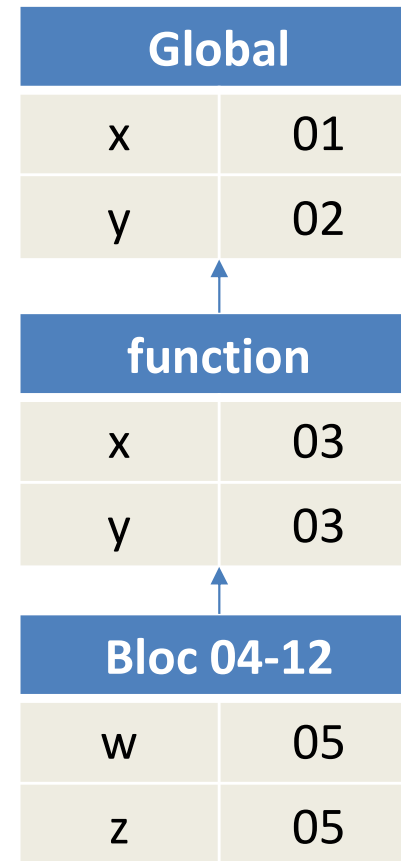 Global
x 01
y 02
function
x 03
y 03
Bloc 04-12
w 05
z 05